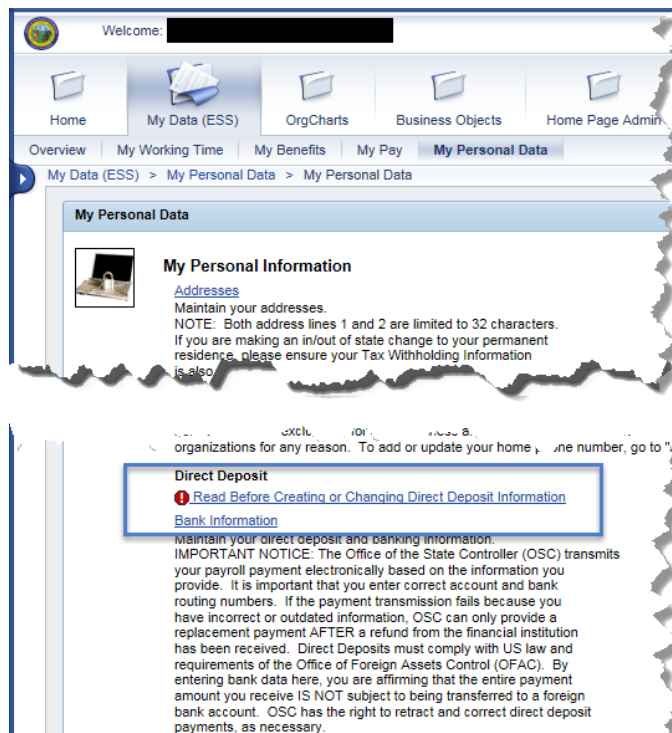 Welcome:
Home My Data (ESS) OrgCharts Business Objects Home Page Admin
Overview My Working Time My Benefits My Pay My Personal Data
My Data (ESS) > My Personal Data > My Personal Data
My Personal Data
My Personal Information
Addresses
Maintain your addresses.
NOTE: Both address lines 1 and 2 are limited to 32 characters.
If you are making an in/out of state change to your permanent
residence, please ensure your Tax Withholding Information
is also
organizations for any reason. To add or update your home phone number, go to "
Direct Deposit
Read Before Creating or Changing Direct Deposit Information
Bank Information
Maintain your direct deposit and banking information.
IMPORTANT NOTICE: The Office of the State Controller (OSC) transmits
your payroll payment electronically based on the information you
provide. It is important that you enter correct account and bank
routing numbers. If the payment transmission fails because you
have incorrect or outdated information, OSC can only provide a
replacement payment AFTER a refund from the financial institution
has been received. Direct Deposits must comply with US law and
requirements of the Office of Foreign Assets Control (OFAC). By
entering bank data here, you are affirming that the entire payment
amount you receive IS NOT subject to being transferred to a foreign
bank account. OSC has the right to retract and correct direct deposit
payments, as necessary.